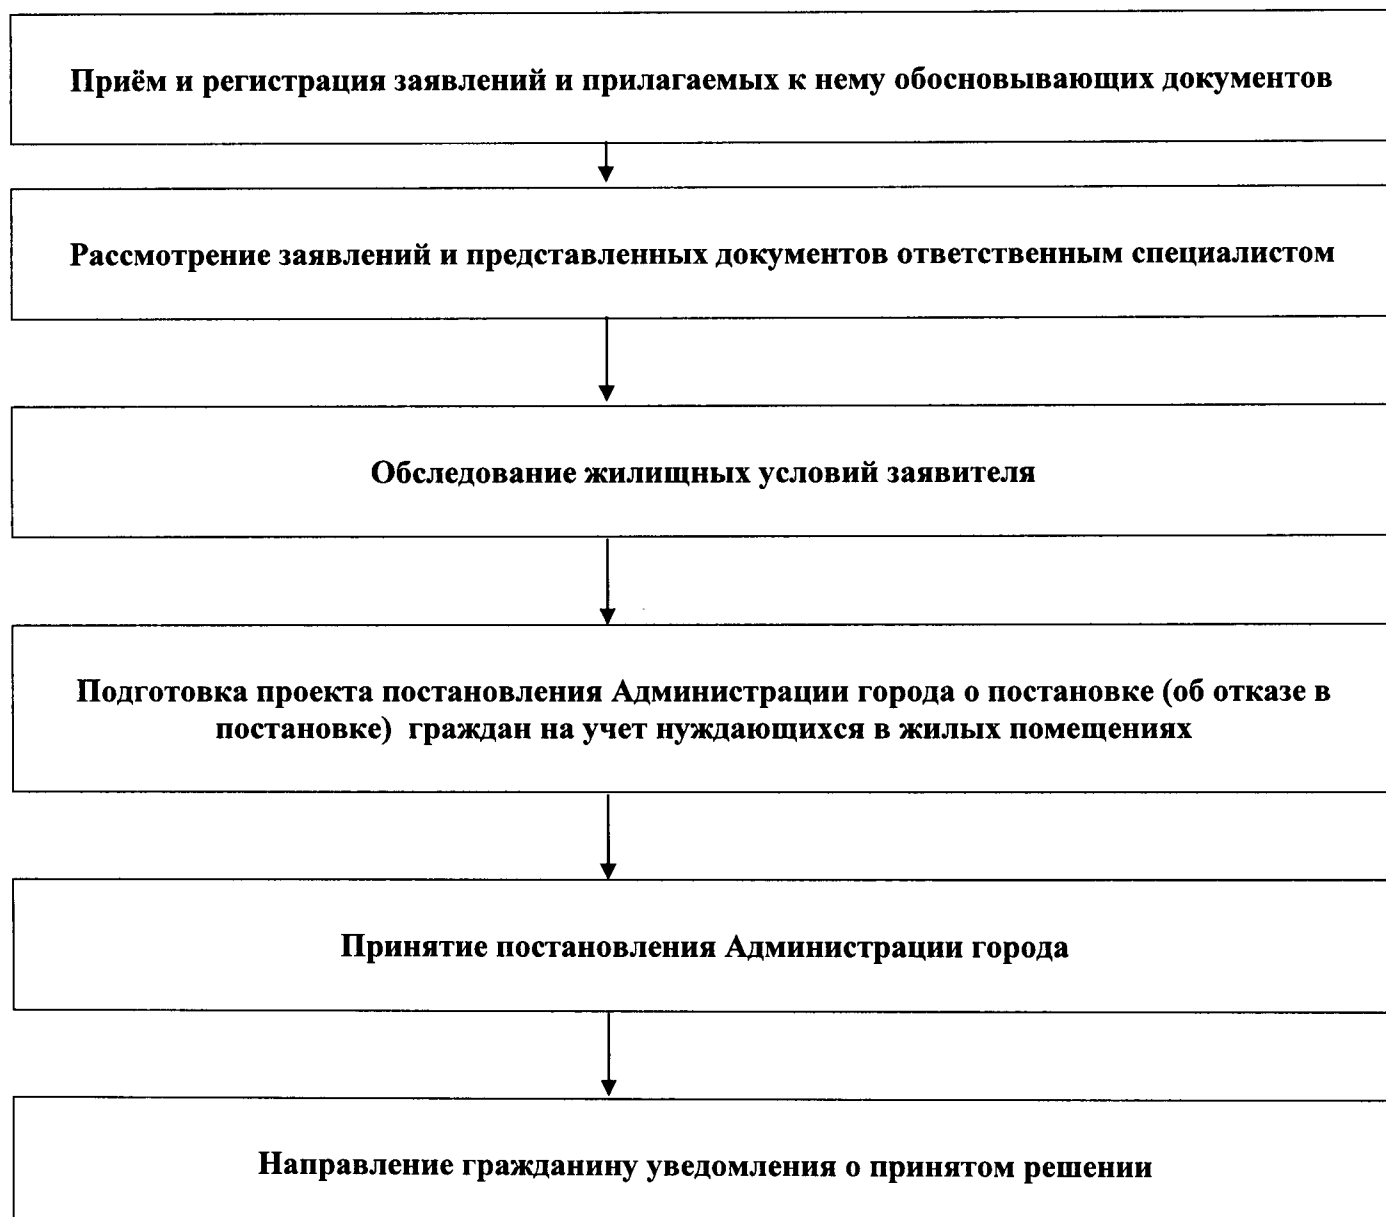 Приём и регистрация заявлений и прилагаемых к нему обосновывающих документов
Рассмотрение заявлений и представленных документов ответственным специалистом
Обследование жилищных условий заявителя
Подготовка проекта постановления Администрации города о постановке (об отказе в
постановке)  граждан на учет нуждающихся в жилых помещениях
Принятие постановления Администрации города
Направление гражданину уведомления о принятом решении